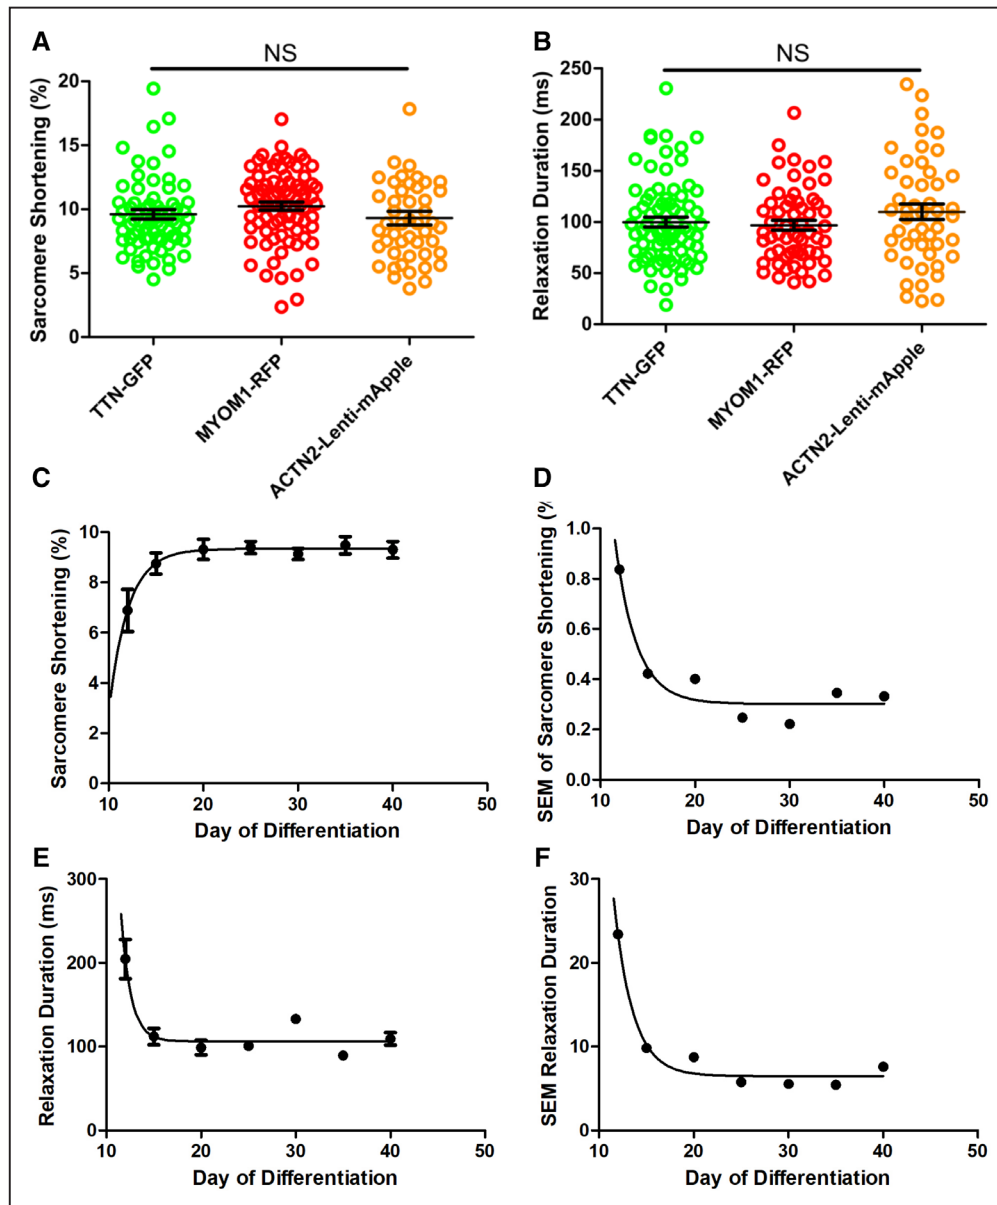 A
NS
Sarcomere Shortening (%)
20
15
10
5
0
TTN-GFP
MYOM1-RFP
ACTN2-Lenti-mApple
B
NS
Relaxation Duration (ms)
250
200
150
100
50
0
TTN-GFP
MYOM1-RFP
ACTN2-Lenti-mApple
C
Sarcomere Shortening (%)
10
8
6
4
2
0
10 20 30 40 50
Day of Differentiation
D
SEM of Sarcomere Shortening (%
1.0
0.8
0.6
0.4
0.2
0.0
10 20 30 40 50
Day of Differentiation
E
Relaxation Duration (ms)
300
200
100
0
10 20 30 40 50
Day of Differentiation
F
SEM Relaxation Duration
30
20
10
0
10 20 30 40 50
Day of Differentiation